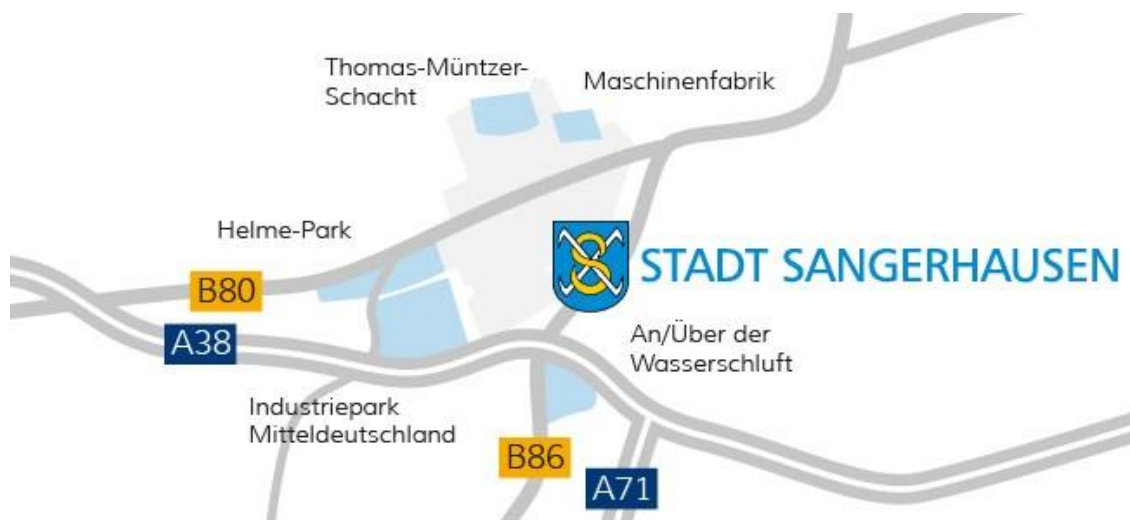 Thomas-Müntzer-
Schacht
Maschinenfabrik
Helme-Park
STADT SANGERHAUSEN
B80
A38
An/Über der
Wasserschluft
Industriepark
Mitteldeutschland
B86
A71